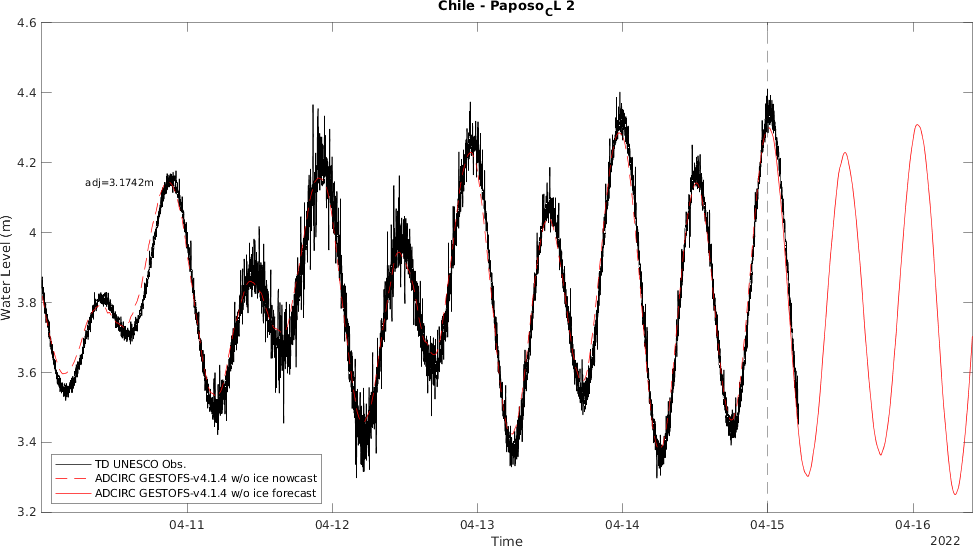 Chile - Paposo_CL 2
4.6
4.4
4.2
4
3.8
3.6
3.4
3.2
Water Level (m)
adj=3.1742m
TD UNESCO Obs.
ADCIRC GESTOFS-v4.1.4 w/o ice nowcast
ADCIRC GESTOFS-v4.1.4 w/o ice forecast
04-11 04-12 04-13 04-14 04-15 04-16
Time
2022